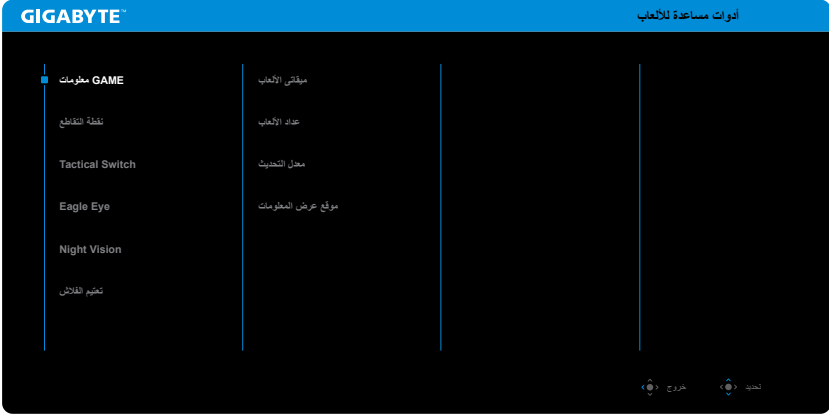 GIGABYTE™
أدوات مساعدة للألعاب
معلومات GAME
نقطة التقاطع
Tactical Switch
Eagle Eye
Night Vision
تعتيم الفلاش
ميقاتى الألعاب
عداد الألعاب
معدل التحديث
موقع عرض المعلومات
خروج
تحديد